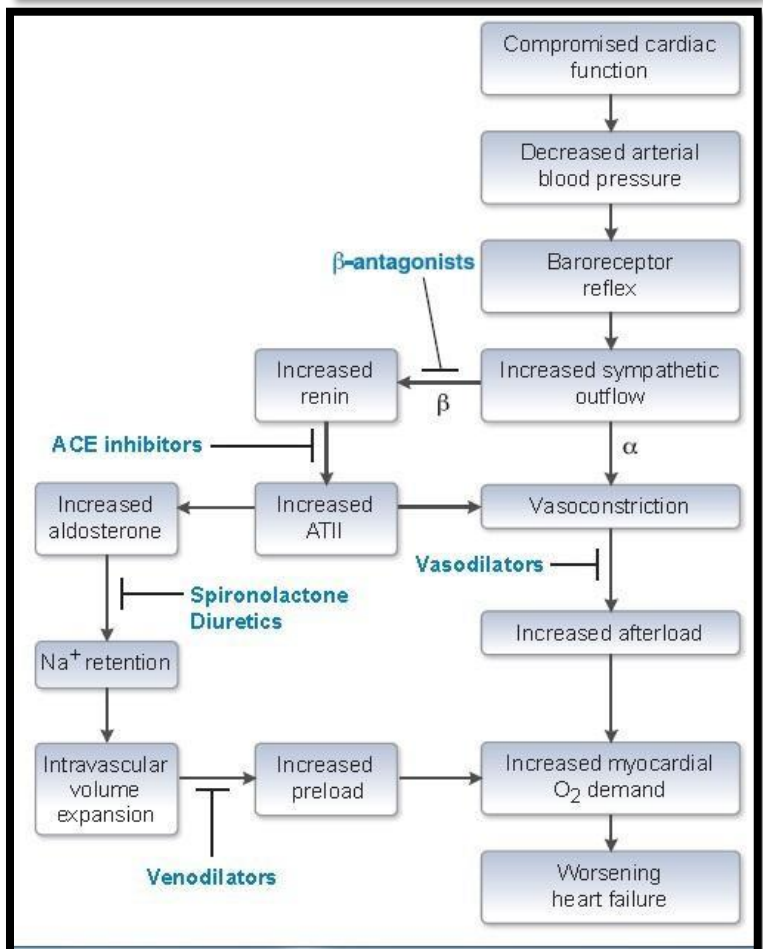 Compromised cardiac
function
Decreased arterial
blood pressure
β-antagonists
Baroreceptor
reflex
Increased
renin
β
Increased sympathetic
outflow
ACE inhibitors
α
Increased
aldosterone
Increased
ATII
Vasoconstriction
Vasodilators
Spironolactone
Diuretics
Increased afterload
Na+ retention
Intravascular
volume
expansion
Increased
preload
Increased myocardial
O2 demand
Venodilators
Worsening
heart failure